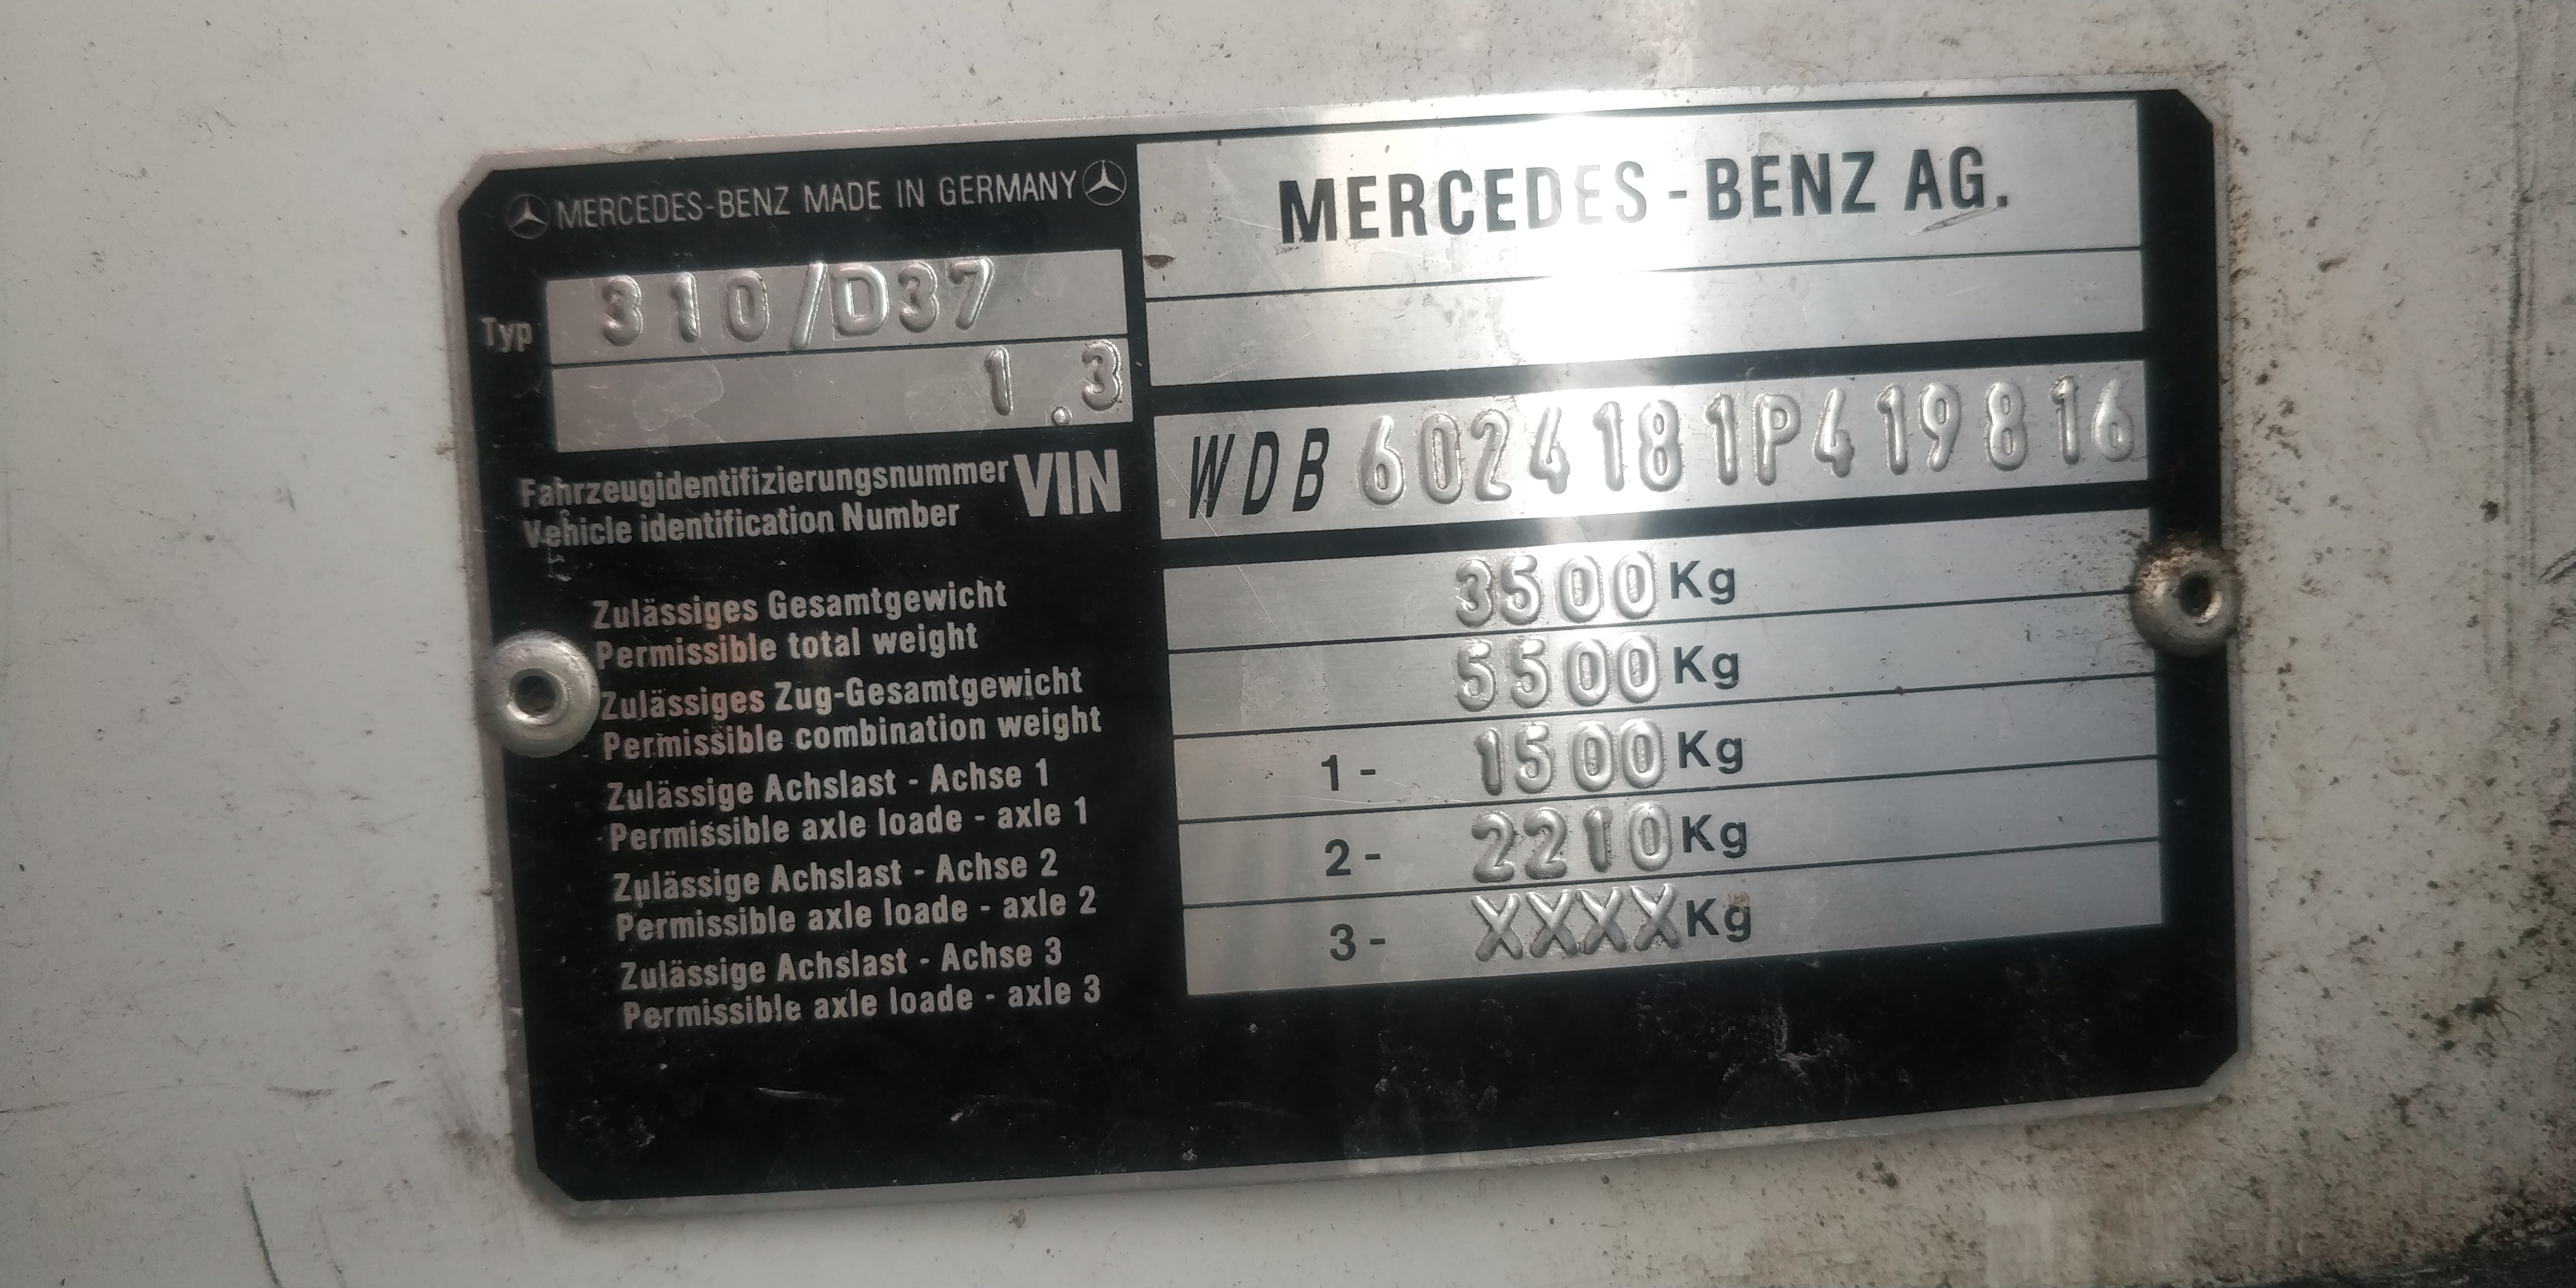 MERCEDES-BENZ MADE IN GERMANY
MERCEDES - BENZ AG.
Typ 310/D37
1.3
Fahrzeugidentifizierungsnummer
Vehicle identification Number
VIN
WDB6024181P419816
Zulässiges Gesamtgewicht
Permissible total weight
3500 Kg
Zulässiges Zug-Gesamtgewicht
Permissible combination weight
5500 Kg
Zulässige Achslast - Achse 1
Permissible axle loade - axle 1
1 - 1500 Kg
Zulässige Achslast - Achse 2
Permissible axle loade - axle 2
2 - 2210 Kg
Zulässige Achslast - Achse 3
Permissible axle loade - axle 3
3 - XXXX Kg